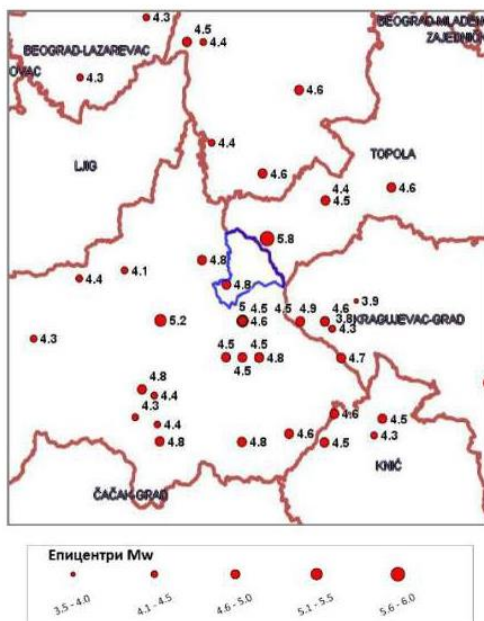 4.3
4.5
4.4
BEOGRAD-MLADENO
ZAJEDNIČK
BEOGRAD-LAZAREVAC
OVAC
4.3
4.6
4.4
LJIG
TOPOLA
4.6
4.6
4.4
4.5
5.8
4.8
4.1
4.4
4.8
3.9
5 4.5 4.5 4.9 4.6
5.2
4.6
3.8 KRAGUJEVAC-GRAD
4.3
4.3
4.5 4.5
4.8
4.7
4.5
4.8
4.4
4.3
4.6
4.5
4.4
4.6
4.3
4.8
4.8
4.5
KNIĆ
ČAČAK-GRAD
Епицентри Mw
3.5 - 4.0
4.1 - 4.5
4.6 - 5.0
5.1 - 5.5
5.6 - 6.0